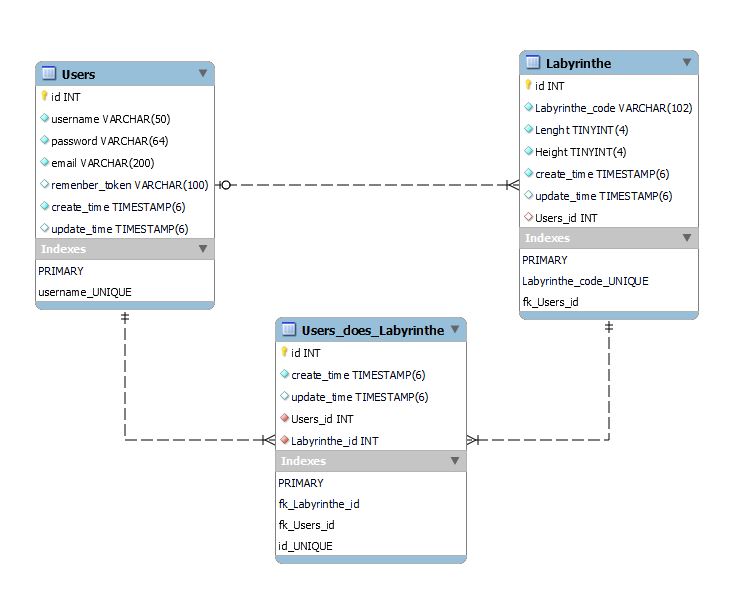 Users
id INT
username VARCHAR(50)
password VARCHAR(64)
email VARCHAR(200)
remenber_token VARCHAR(100)
create_time TIMESTAMP(6)
update_time TIMESTAMP(6)
Indexes
PRIMARY
username_UNIQUE
Labyrinthe
id INT
Labyrinthe_code VARCHAR(102)
Lenght TINYINT(4)
Height TINYINT(4)
create_time TIMESTAMP(6)
update_time TIMESTAMP(6)
Users_id INT
Indexes
PRIMARY
Labyrinthe_code_UNIQUE
fk_Users_id
Users_does_Labyrinthe
id INT
create_time TIMESTAMP(6)
update_time TIMESTAMP(6)
Users_id INT
Labyrinthe_id INT
Indexes
PRIMARY
fk_Labyrinthe_id
fk_Users_id
id_UNIQUE